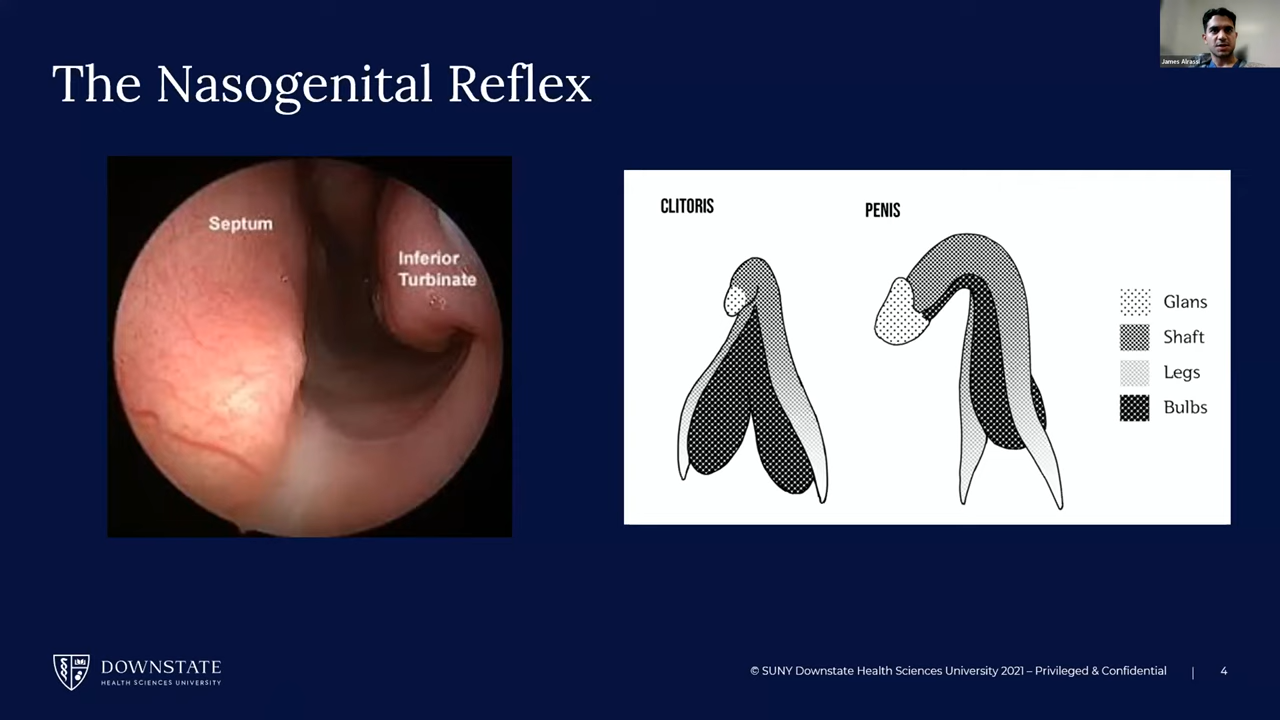 James Alrassi
The Nasogenital Reflex
Septum
Inferior
Turbinate
CLITORIS
PENIS
Glans
Shaft
Legs
Bulbs
DOWNSTATE
HEALTH SCIENCES UNIVERSITY
© SUNY Downstate Health Sciences University 2021 – Privileged & Confidential | 4